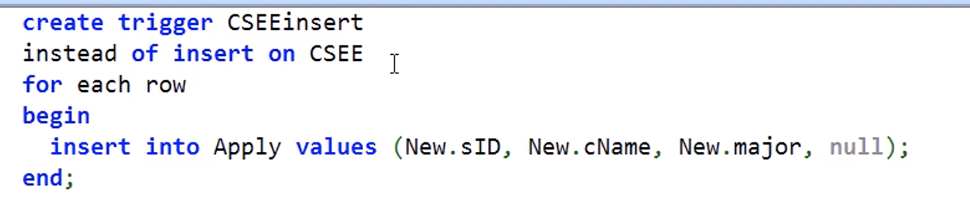 create trigger CSEEinsert
instead of insert on CSEE
for each row
begin
insert into Apply values (New.sID, New.cName, New.major, null);
end;